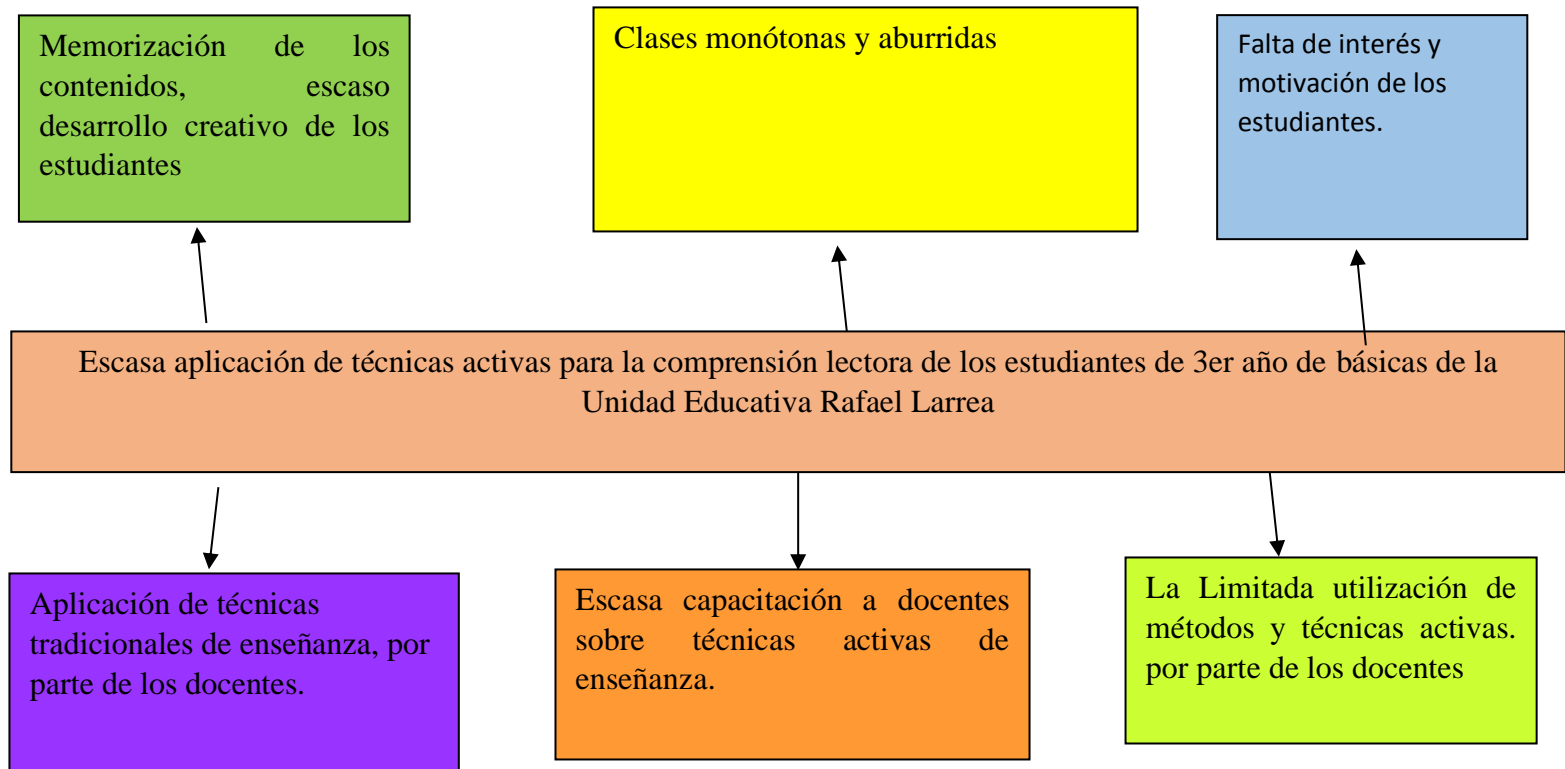 Memorización de los
contenidos, escaso
desarrollo creativo de los
estudiantes
Clases monótonas y aburridas
Falta de interés y
motivación de los
estudiantes.
Escasa aplicación de técnicas activas para la comprensión lectora de los estudiantes de 3er año de básicas de la
Unidad Educativa Rafael Larrea
Aplicación de técnicas
tradicionales de enseñanza, por
parte de los docentes.
Escasa capacitación a docentes
sobre técnicas activas de
enseñanza.
La Limitada utilización de
métodos y técnicas activas.
por parte de los docentes